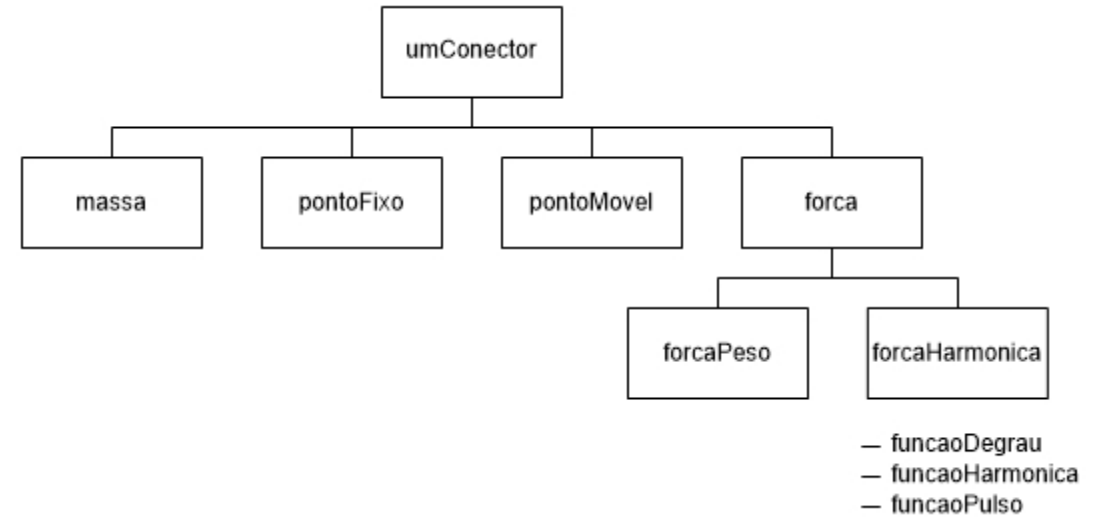 umConector
massa
pontoFixo
pontoMovel
forca
forcaPeso
forcaHarmonica
— funcaoDegrau
— funcaoHarmonica
— funcaoPulso